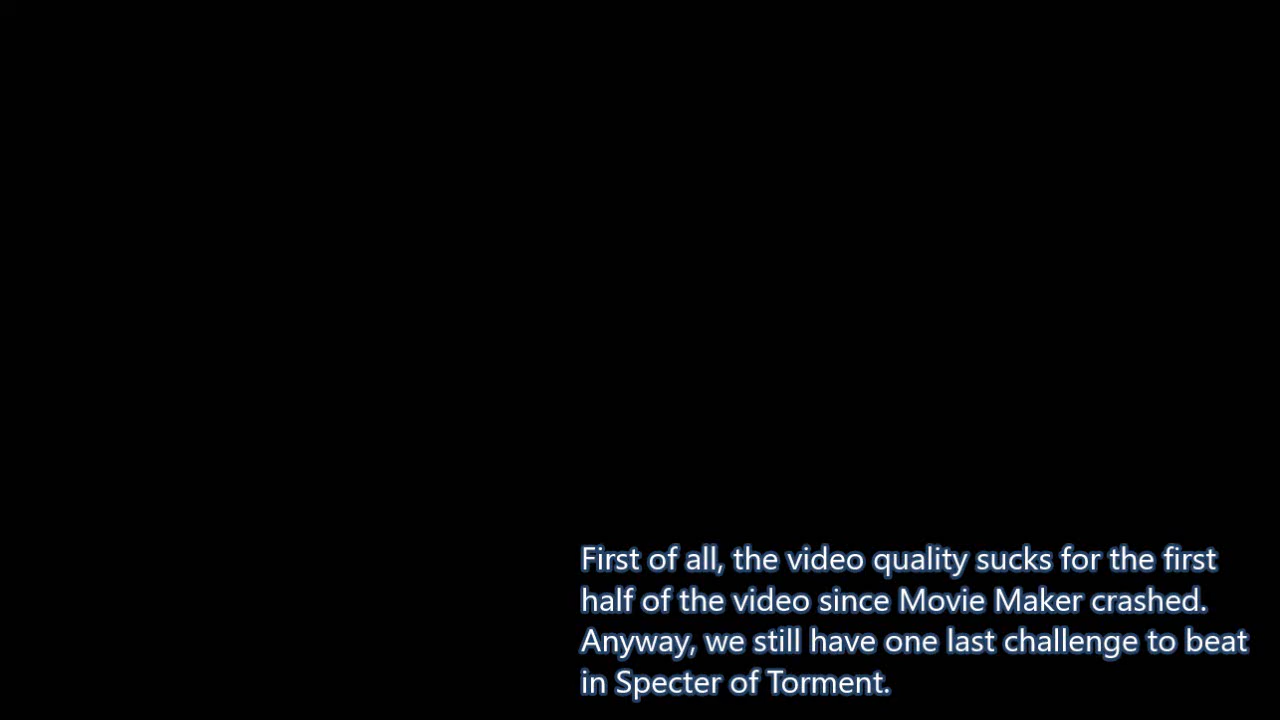 First of all, the video quality sucks for the first
half of the video since Movie Maker crashed.
Anyway, we still have one last challenge to beat
in Specter of Torment.